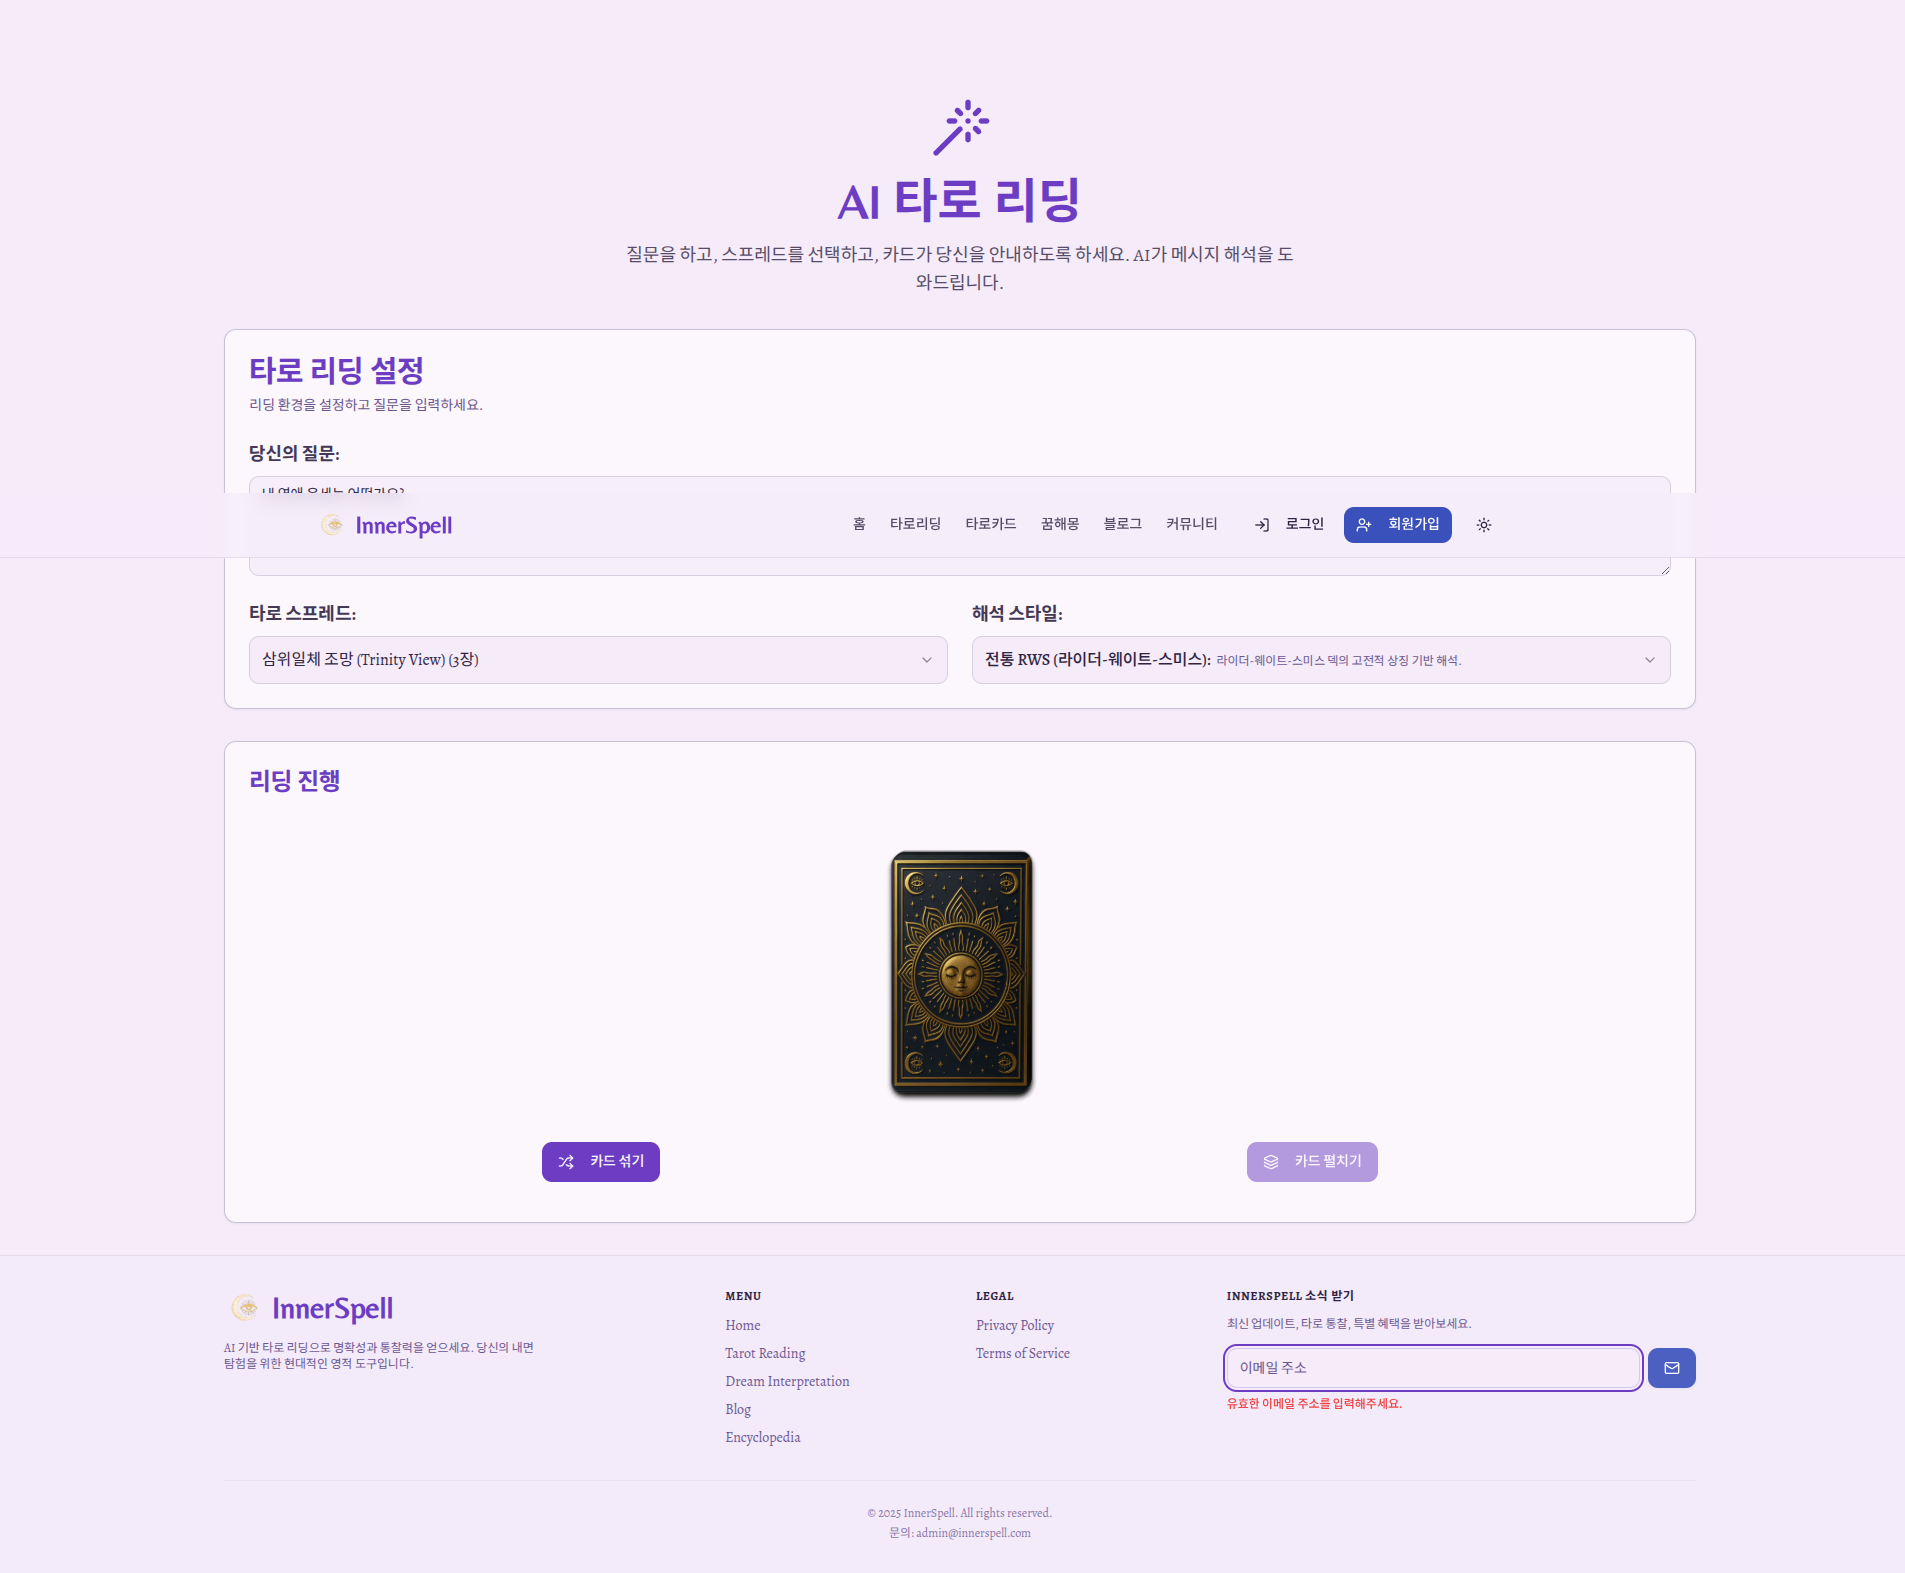 AI 타로 리딩
질문을 하고, 스프레드를 선택하고, 카드가 당신을 안내하도록 하세요. AI가 메시지 해석을 도
와드립니다.
타로 리딩 설정
리딩 환경을 설정하고 질문을 입력하세요.
당신의 질문:
내 연애 운세는 어떤가요?
InnerSpell
홈 타로리딩 타로카드 꿈해몽 블로그 커뮤니티 로그인 회원가입
타로 스프레드:
삼위일체 조망 (Trinity View) (3장)
해석 스타일:
전통 RWS (라이더-웨이트-스미스): 라이더-웨이트-스미스 덱의 고전적 상징 기반 해석.
리딩 진행
카드 섞기
카드 펼치기
InnerSpell
AI 기반 타로 리딩으로 명확성과 통찰력을 얻으세요. 당신의 내면
탐험을 위한 현대적인 영적 도구입니다.
MENU
Home
Tarot Reading
Dream Interpretation
Blog
Encyclopedia
LEGAL
Privacy Policy
Terms of Service
INNERSPELL 소식 받기
최신 업데이트, 타로 통찰, 특별 혜택을 받아보세요.
이메일 주소
유효한 이메일 주소를 입력해주세요.
© 2025 InnerSpell. All rights reserved.
문의: admin@innerspell.com